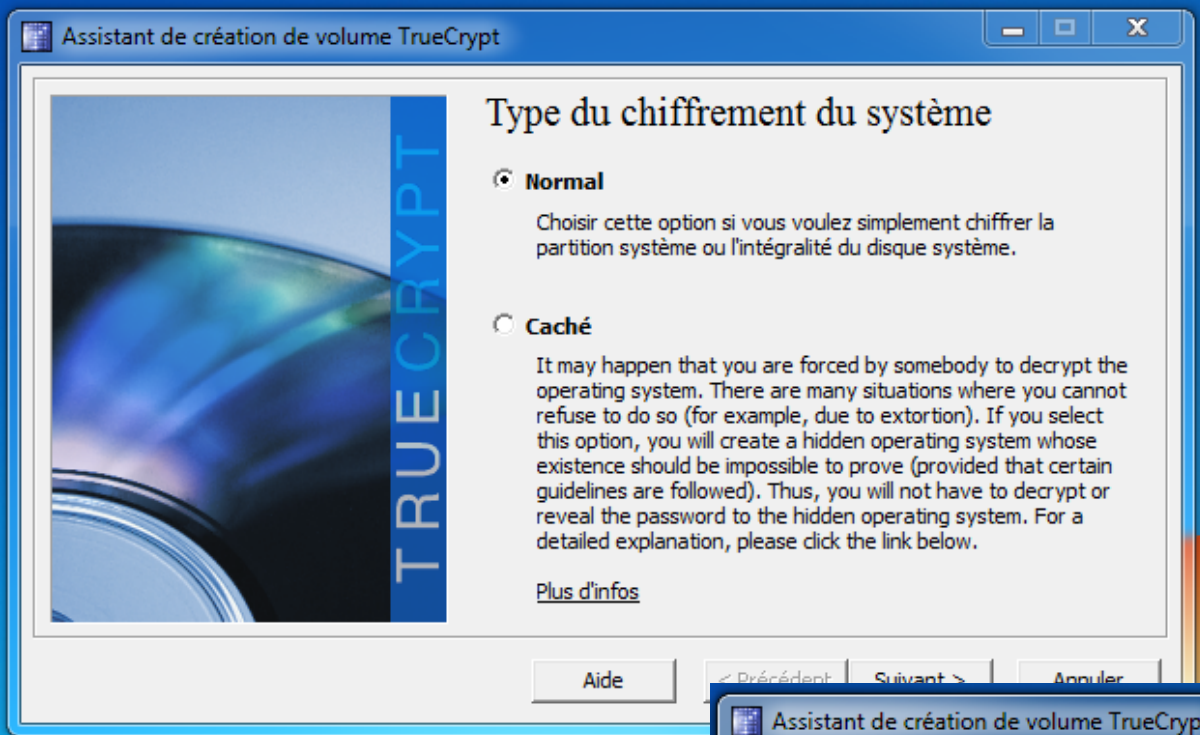 Assistant de création de volume TrueCrypt
TRUECRYPT
Type du chiffrement du système
Normal
Choisir cette option si vous voulez simplement chiffrer la
partition système ou l'intégralité du disque système.
Caché
It may happen that you are forced by somebody to decrypt the
operating system. There are many situations where you cannot
refuse to do so (for example, due to extortion). If you select
this option, you will create a hidden operating system whose
existence should be impossible to prove (provided that certain
guidelines are followed). Thus, you will not have to decrypt or
reveal the password to the hidden operating system. For a
detailed explanation, please click the link below.
Plus d'infos
Aide < Précédent Suivant > Annuler
Assistant de création de volume TrueCryp